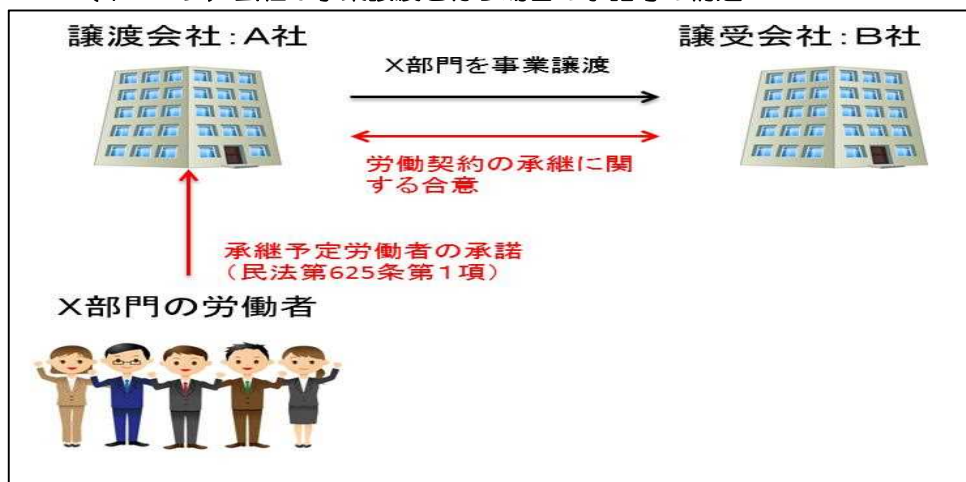 譲渡会社:A社
譲受会社:B社
X部門を事業譲渡
労働契約の承継に関
する合意
承継予定労働者の承諾
(民法第625条第1項)
X部門の労働者